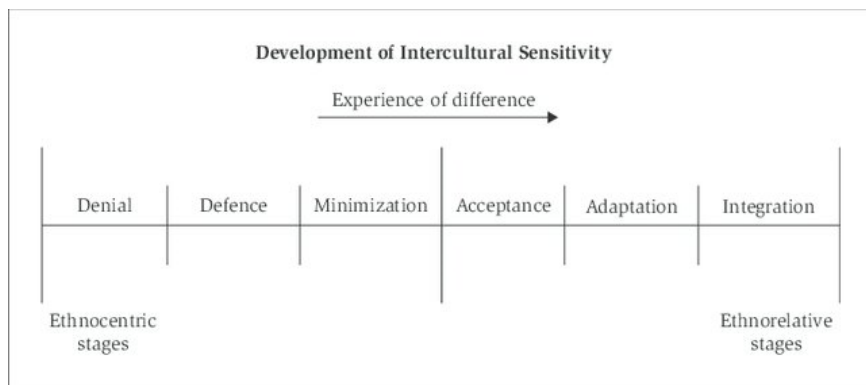 Development of Intercultural Sensitivity
Experience of difference
Denial
Defence
Minimization
Acceptance
Adaptation
Integration
Ethnocentric
stages
Ethnorelative
stages